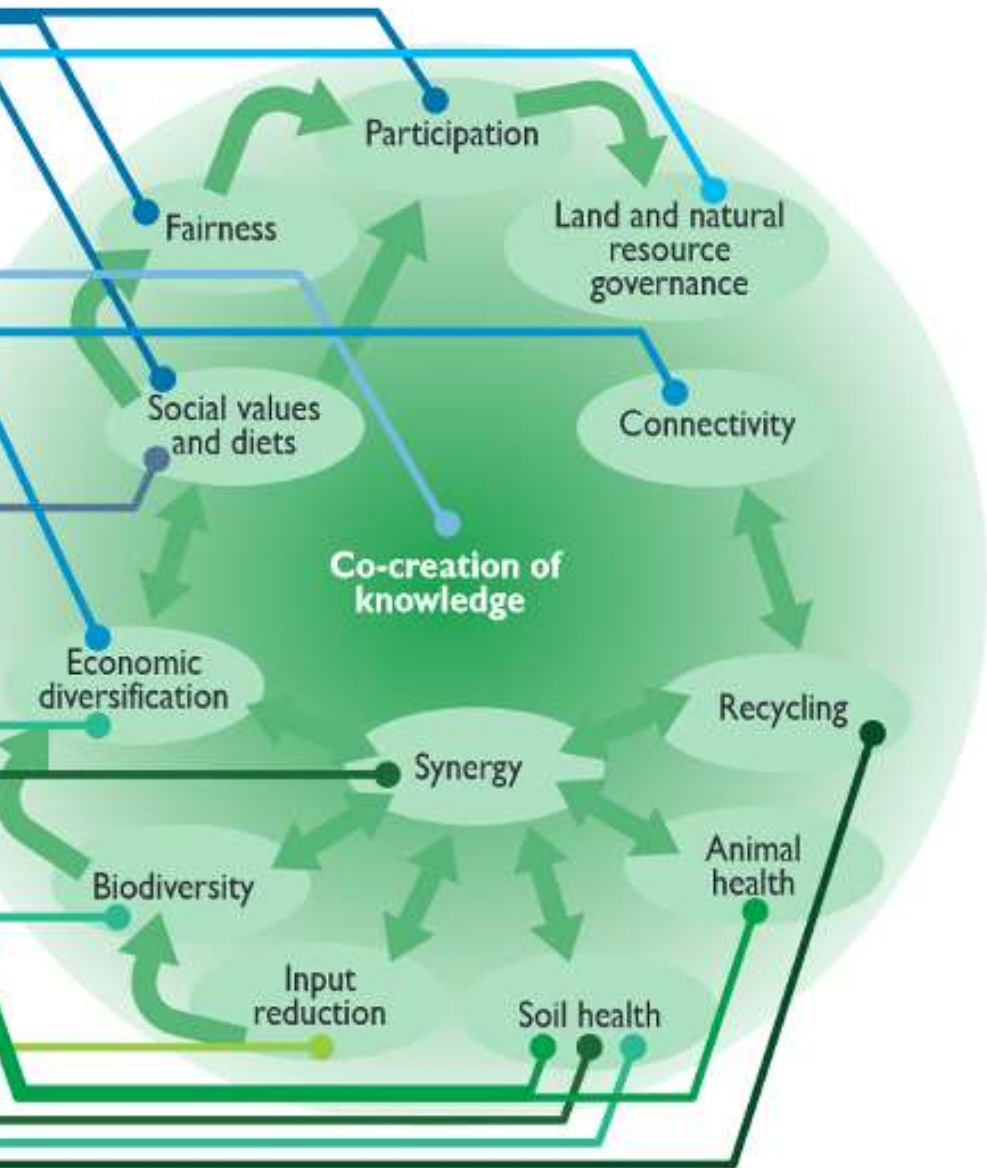 Participation
Fairness
Land and natural
resource
governance
Social values
and diets
Connectivity
Co-creation of
knowledge
Economic
diversification
Recycling
Synergy
Biodiversity
Animal
health
Input
reduction
Soil health